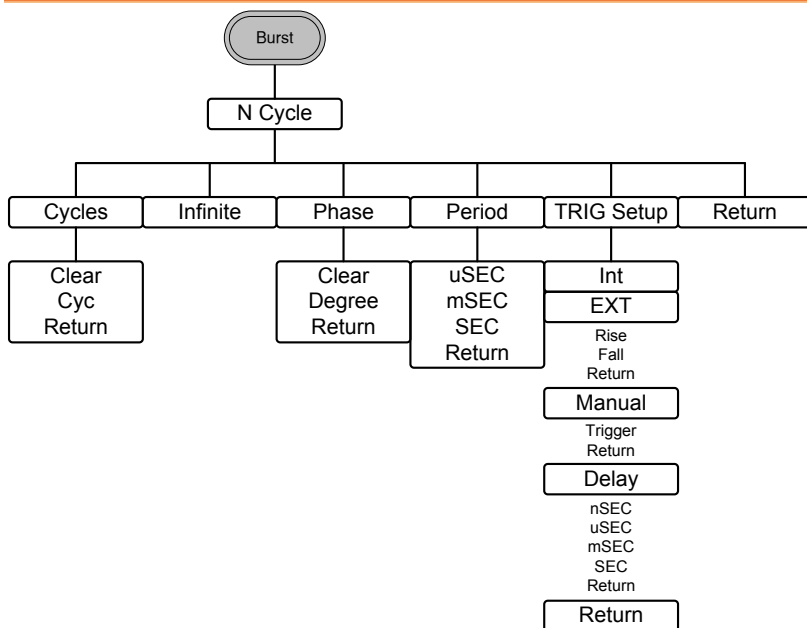 Burst
N Cycle
Cycles
Infinite
Phase
Period
TRIG Setup
Return
Clear
Cyc
Return
Clear
Degree
Return
uSEC
mSEC
SEC
Return
Int
EXT
Rise
Fall
Return
Manual
Trigger
Return
Delay
nSEC
uSEC
mSEC
SEC
Return
Return